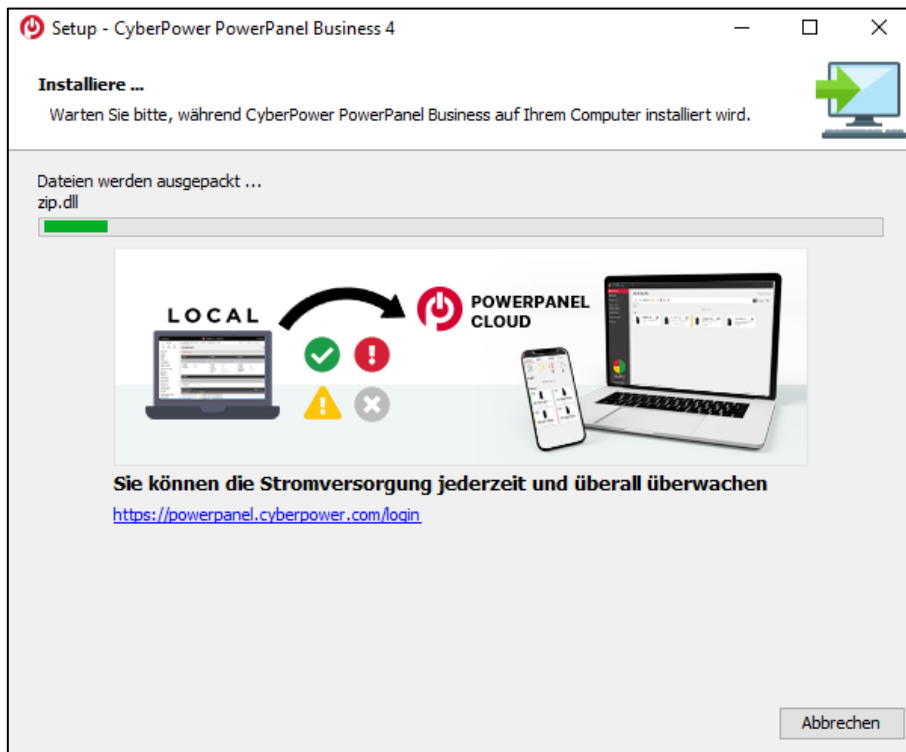 Setup - CyberPower PowerPanel Business 4
Installiere ...
Warten Sie bitte, während CyberPower PowerPanel Business auf Ihrem Computer installiert wird.
Dateien werden ausgepackt ...
zip.dll
LOCAL
POWERPANEL
CLOUD
Sie können die Stromversorgung jederzeit und überall überwachen
https://powerpanel.cyberpower.com/login
Abbrechen